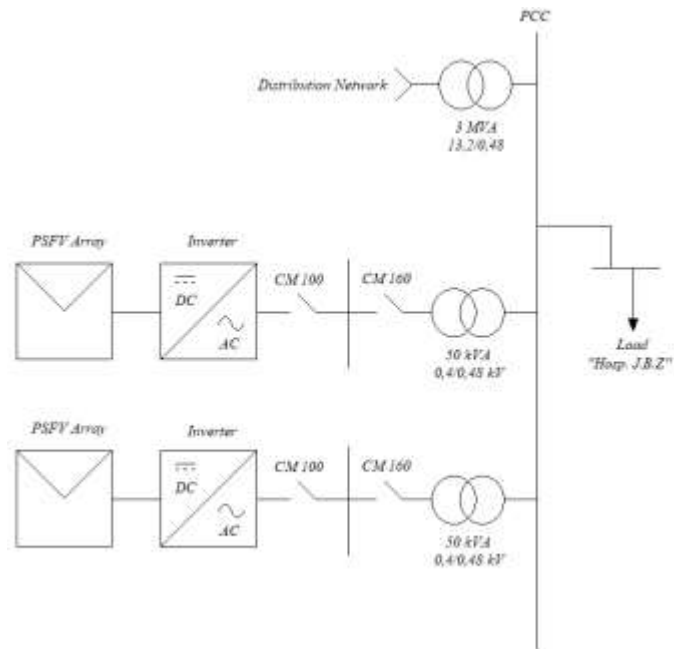 PCC
Distribution Network
3 MVA
13,2/0,48
PSFV Array
Inverter
CM 100
CM 160
DC
AC
50 kVA
0,4/0,48 kV
Load
"Hosp. J.B.Z"
PSFV Array
Inverter
CM 100
CM 160
DC
AC
50 kVA
0,4/0,48 kV